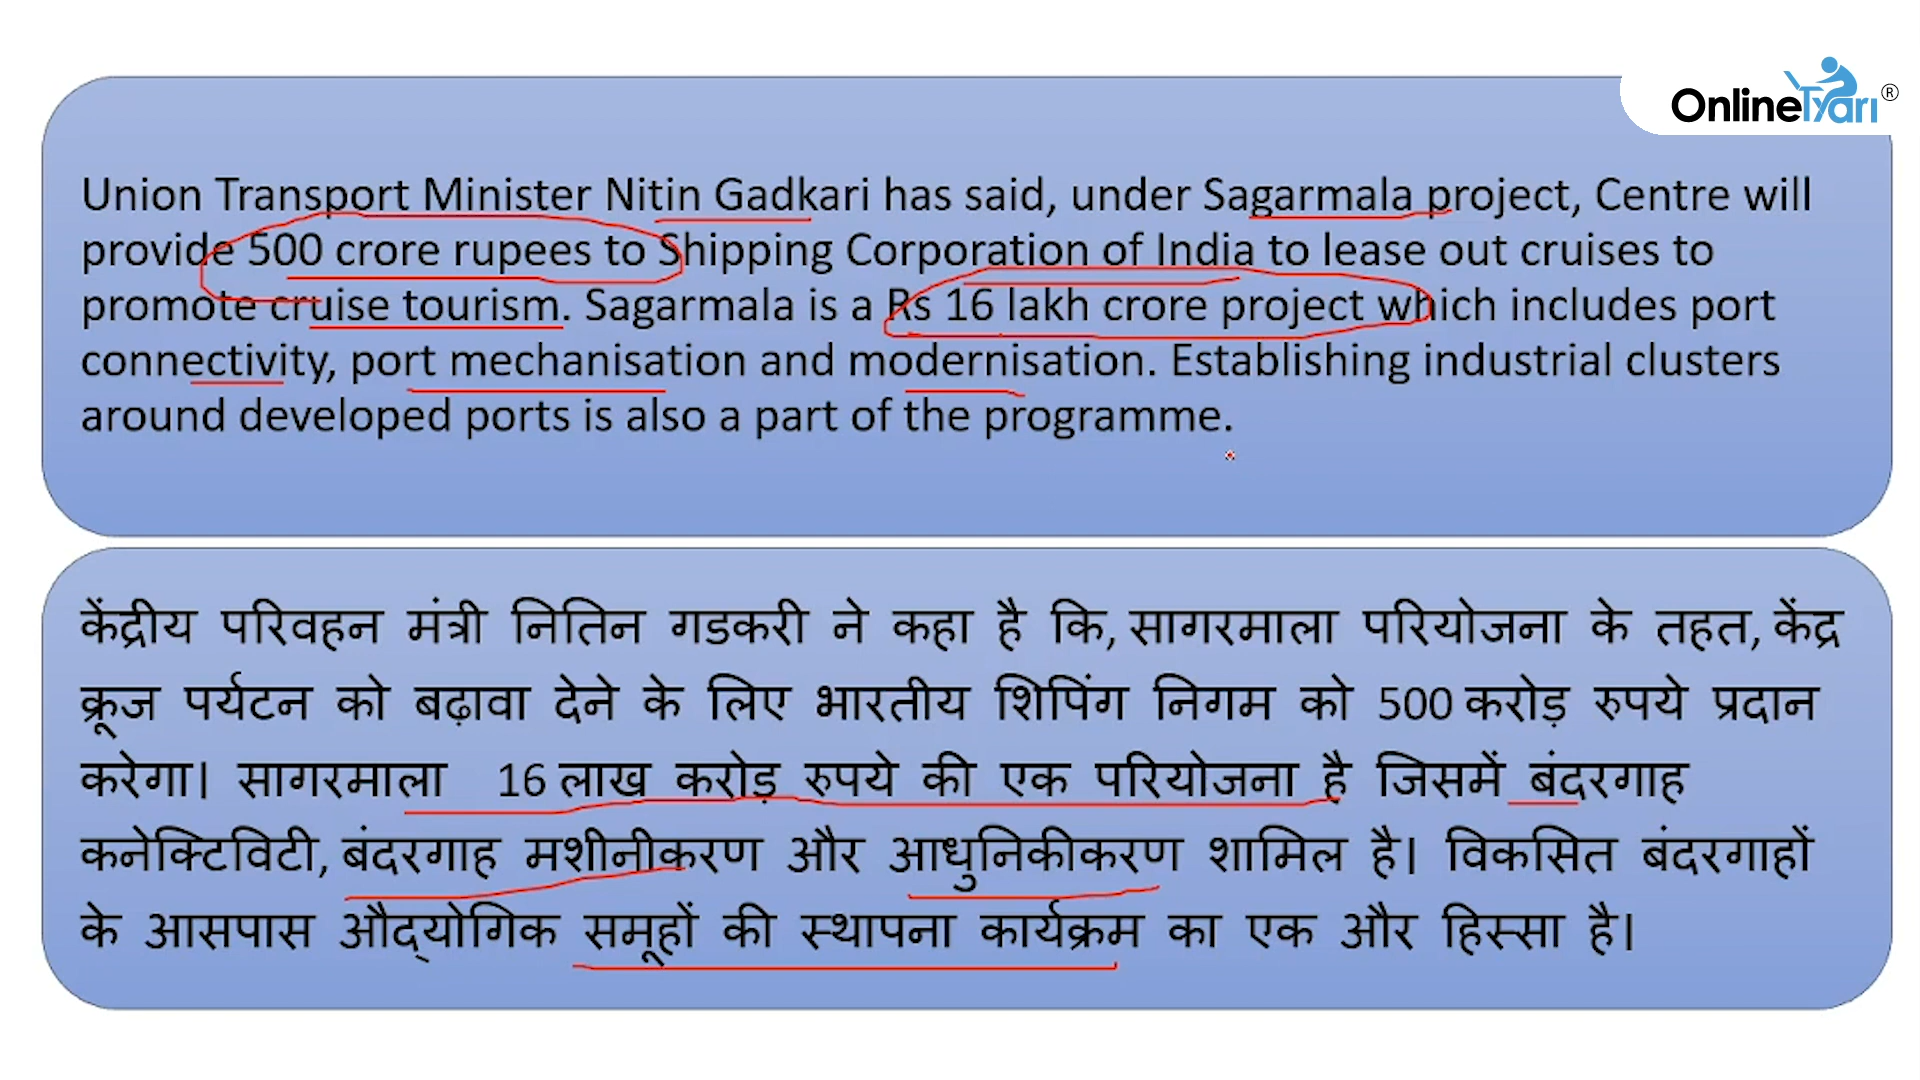 OnlineTyari®
Union Transport Minister Nitin Gadkari has said, under Sagarmala project, Centre will
provide 500 crore rupees to Shipping Corporation of India to lease out cruises to
promote cruise tourism. Sagarmala is a Rs 16 lakh crore project which includes port
connectivity, port mechanisation and modernisation. Establishing industrial clusters
around developed ports is also a part of the programme.
केंद्रीय परिवहन मंत्री नितिन गडकरी ने कहा है कि, सागरमाला परियोजना के तहत, केंद्र
क्रूज पर्यटन को बढ़ावा देने के लिए भारतीय शिपिंग निगम को 500 करोड़ रुपये प्रदान
करेगा। सागरमाला 16 लाख करोड़ रुपये की एक परियोजना है जिसमें बंदरगाह
कनेक्टिविटी, बंदरगाह मशीनीकरण और आधुनिकीकरण शामिल है। विकसित बंदरगाहों
के आसपास औद्योगिक समूहों की स्थापना कार्यक्रम का एक और हिस्सा है।